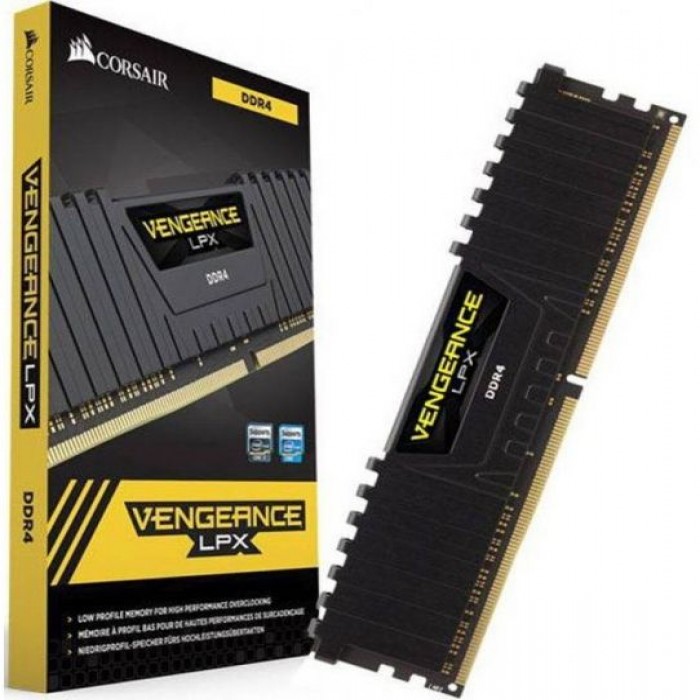 CORSAIR
VENGEANCE LPX
DDR4
CORSAIR
DDR4
VENGEANCE
LPX
DDR4
VENGEANCE
LPX
LOW PROFILE MEMORY FOR HIGH PERFORMANCE OVERCLOCKING
MÉMOIRE À PROFIL BAS POUR DE HAUTES PERFORMANCES DE SURCADENÇAGE
NIEDRIGPROFIL-SPEICHER FÜRS HOCHLEISTUNGSÜBERTAKTEN
VENGEANCE
LPX
DDR4